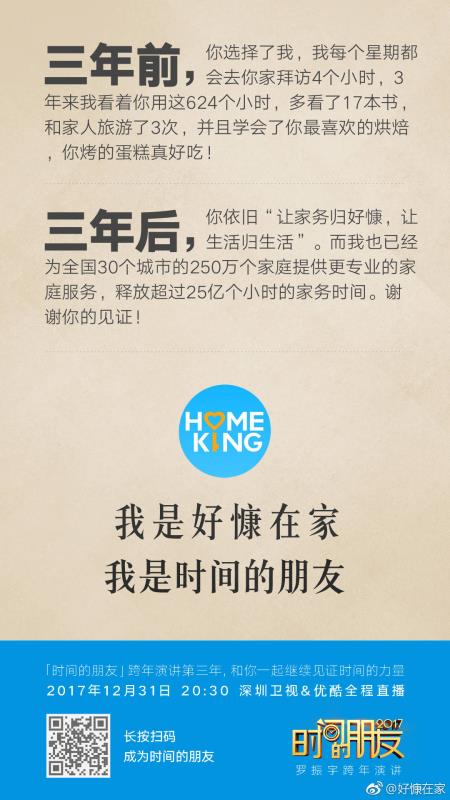 三年前，你选择了我，我每个星期都
会去你家拜访4个小时，3
年来我看着你用这624个小时，多看了17本书，
和家人旅游了3次，并且学会了你最喜欢的烘焙
，你烤的蛋糕真好吃！
三年后，你依旧“让家务归好慷，让
生活归生活”。而我也已经
为全国30个城市的250万个家庭提供更专业的家
庭服务，释放超过25亿个小时的家务时间。谢
谢你的见证！
HOME
KING
我是好慷在家
我是时间的朋友
「时间的朋友」跨年演讲第三年，和你一起继续见证时间的力量
2017年12月31日 20:30 深圳卫视&优酷全程直播
长按扫码
成为时间的朋友
时间的朋友 2017
罗振宇跨年演讲
@好慷在家